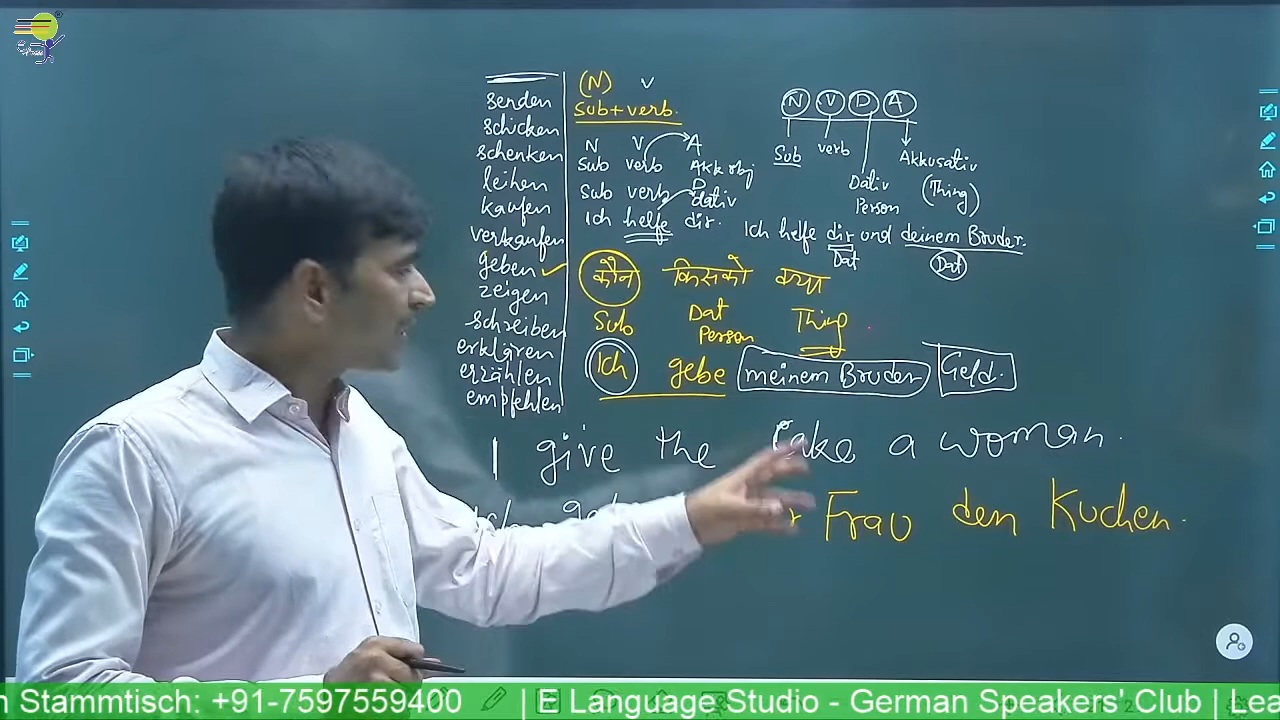 senden
schicken
schenken
leihen
kaufen
verkaufen
geben ✓
zeigen
schreiben
erklären
erzählen
empfehlen
(N) V
Sub+verb.
N V A
Sub verb Akk obj
D
Sub verb dativ
Ich helfe dir.
N V D A
Sub verb Dativ Person Akkusativ (Thing)
Ich helfe dir und deinem Bruder.
Dat Dat
कौन किसको क्या
Sub Dat Person Thing
Ich gebe meinem Bruder Geld.
I give the Cake a woman.
Frau den Kuchen.
Stammtisch: +91-7597559400 | E Language Studio - German Speakers' Club |